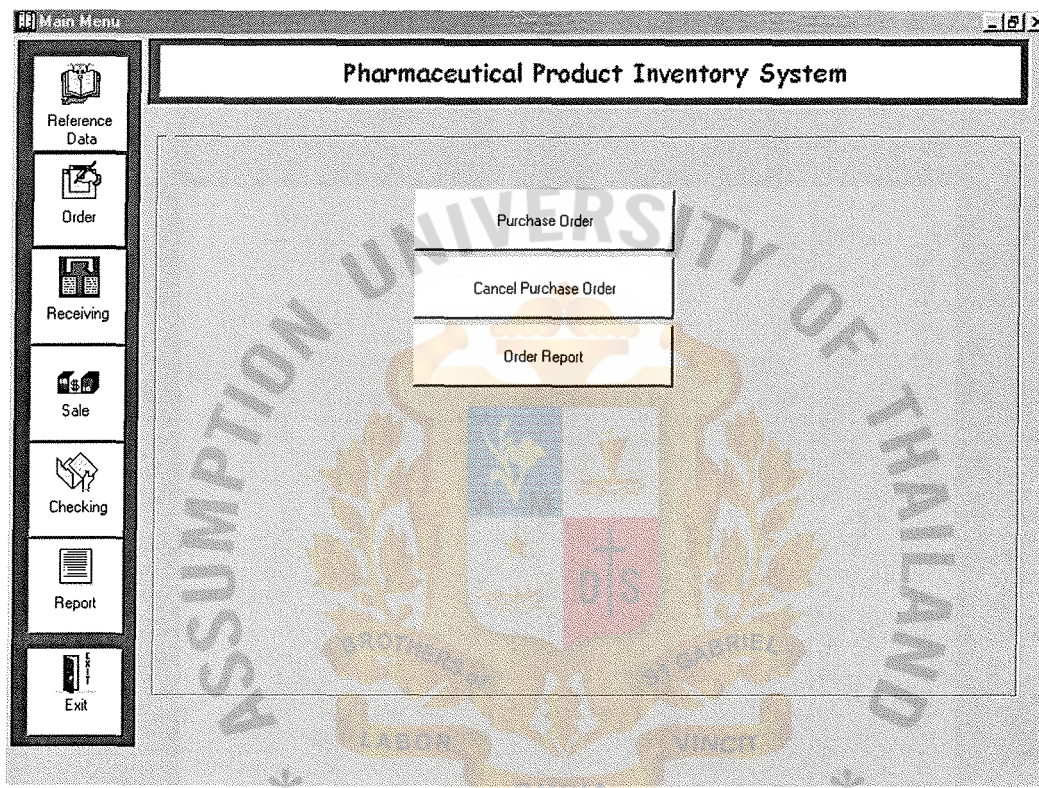 Main Menu
Pharmaceutical Product Inventory System
Reference
Data
Order
Receiving
Sale
Checking
Report
EXIT
Exit
Purchase Order
Cancel Purchase Order
Order Report
ASSUMPTION UNIVERSITY OF THAILAND
D S
BROTHERS OF
ST GABRIEL
LABOR
VINCIT